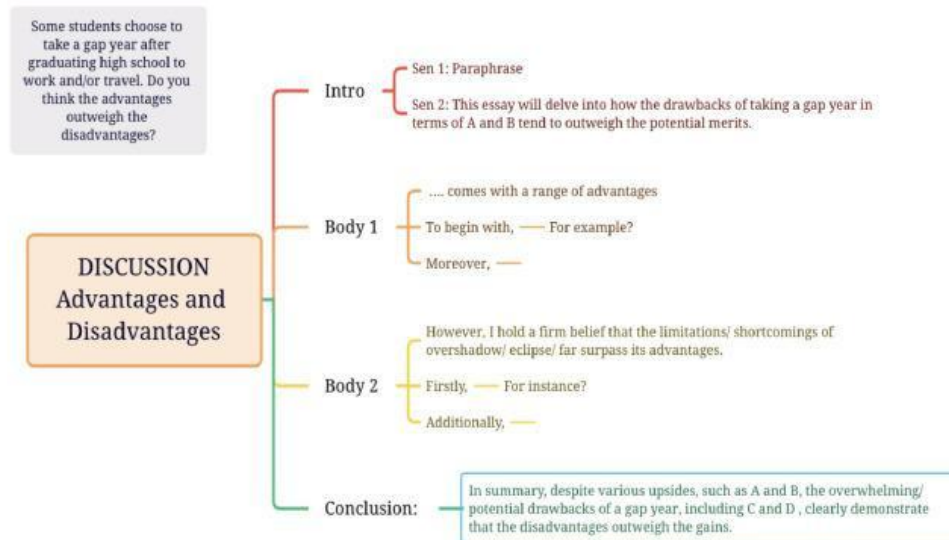 Some students choose to
take a gap year after
graduating high school to
work and/or travel. Do you
think the advantages
outweigh the
disadvantages?
DISCUSSION
Advantages and
Disadvantages
Intro
Sen 1: Paraphrase
Sen 2: This essay will delve into how the drawbacks of taking a gap year in
terms of A and B tend to outweigh the potential merits.
Body 1
.... comes with a range of advantages
To begin with, —— For example?
Moreover, ——
Body 2
However, I hold a firm belief that the limitations/ shortcomings of
overshadow/ eclipse/ far surpass its advantages.
Firstly, —— For instance?
Additionally, ——
Conclusion:
In summary, despite various upsides, such as A and B, the overwhelming/
potential drawbacks of a gap year, including C and D , clearly demonstrate
that the disadvantages outweigh the gains.